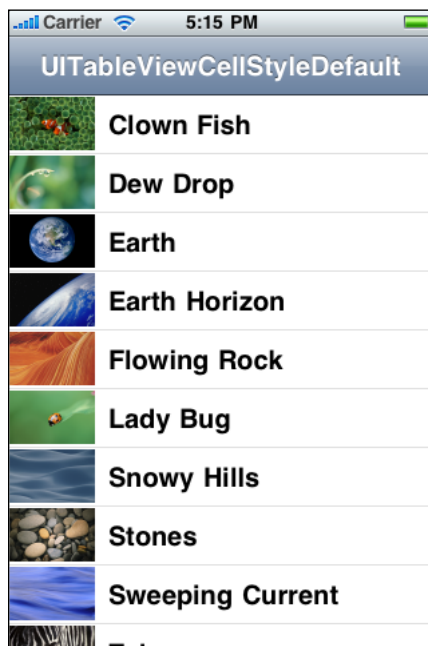 Carrier 5:15 PM
UITableViewCellStyleDefault
Clown Fish
Dew Drop
Earth
Earth Horizon
Flowing Rock
Lady Bug
Snowy Hills
Stones
Sweeping Current